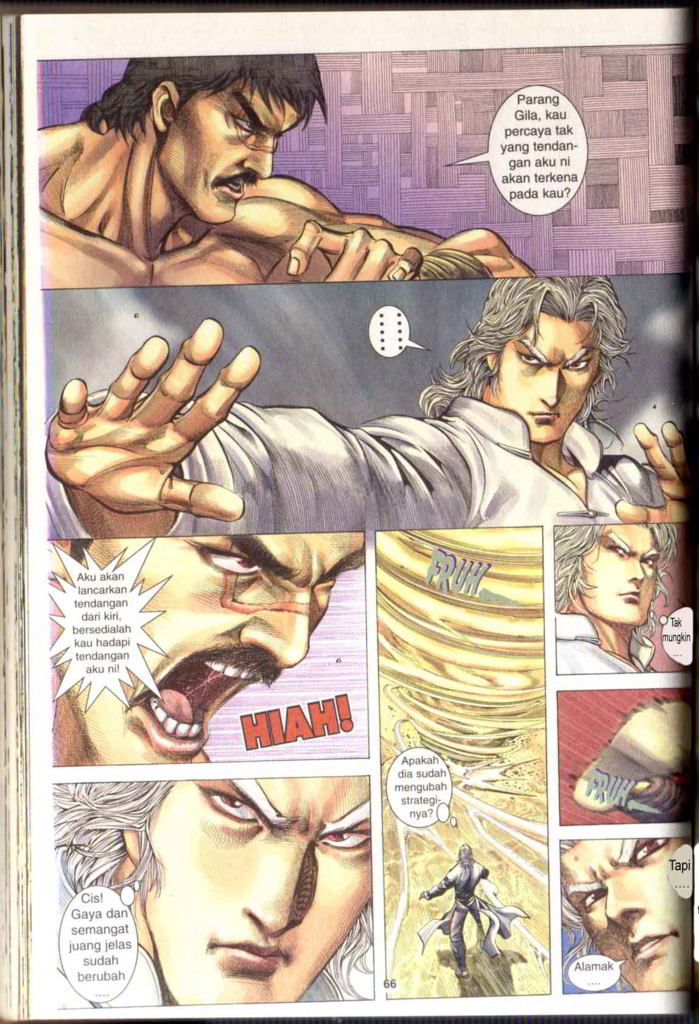 Parang
Gila, kau
percaya tak
yang tendan-
gan aku ni
akan terkena
pada kau?
Aku akan
lancarkan
tendangan
dari kiri,
bersedialah
kau hadapi
tendangan
aku ni!
HIAH!
Cis!
Gaya dan
semangat
juang jelas
sudah
berubah
....
FRUH
Apakah
dia sudah
mengubah
strategi-
nya?
Tak
mungkin
....
FRUH
Tapi
....
Alamak
66